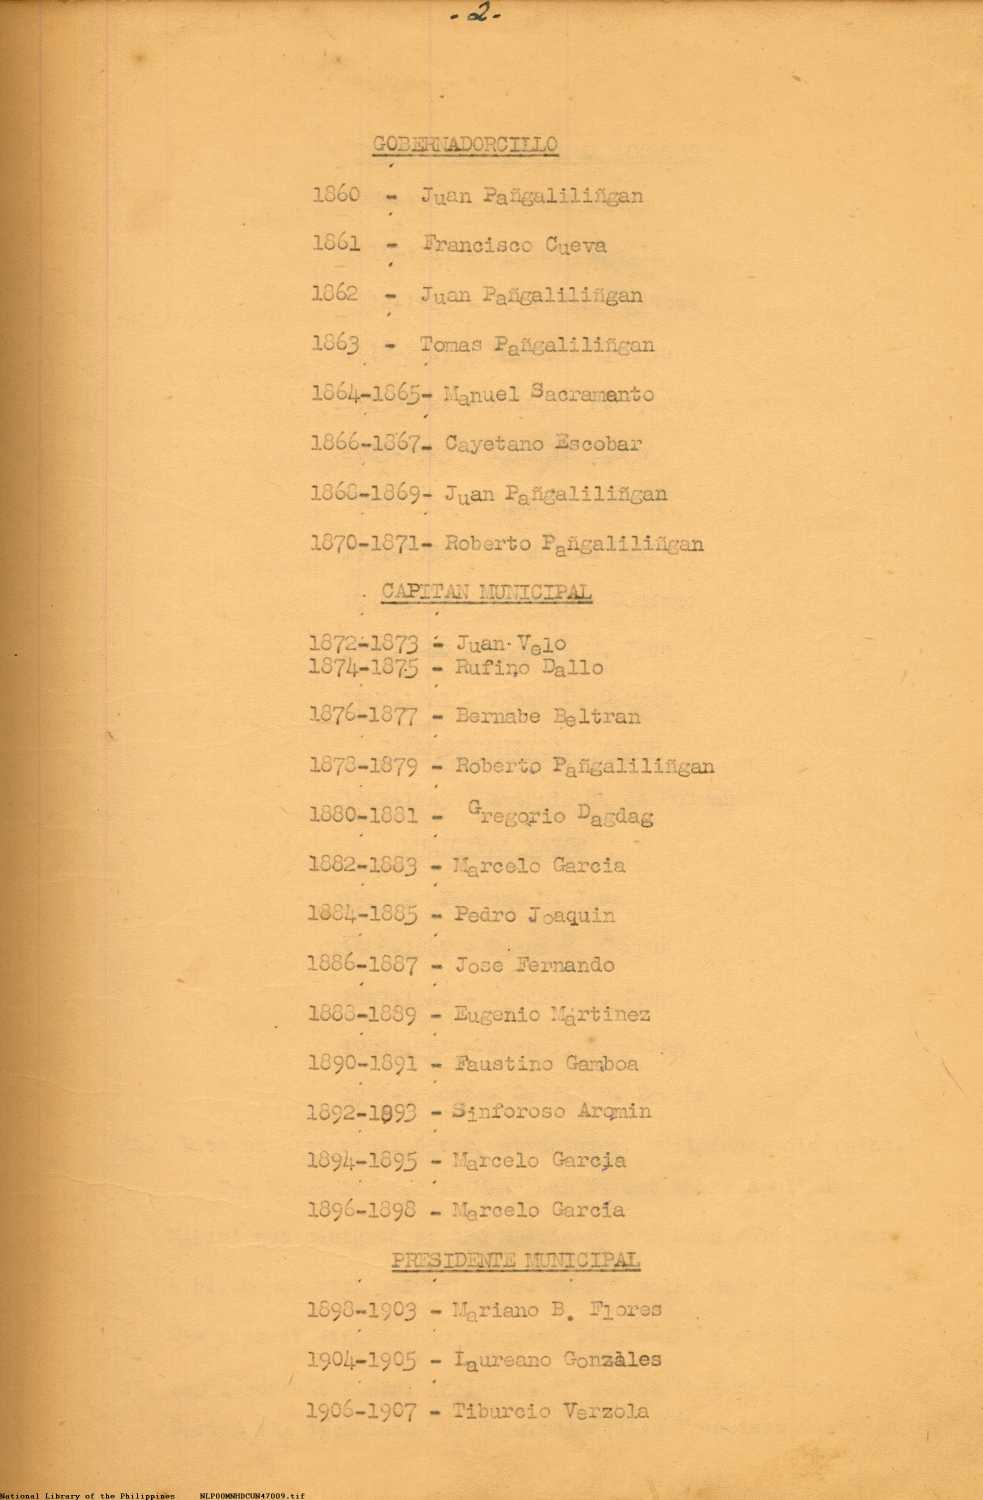 -2-
GOBERNADORCILLO
1860 - Juan Pañgaliliñgan
1861 - Francisco Cueva
1862 - Juan Pañgaliliñgan
1863 - Tomas Pañgaliliñgan
1864-1865- Manuel Sacramanto
1866-1867- Cayetano Escobar
1868-1869- Juan Pañgaliliñgan
1870-1871- Roberto Pañgaliliñgan
CAPITAN MUNICIPAL
1872-1873 - Juan Velo
1874-1875 - Rufino Dallo
1876-1877 - Bernabe Beltran
1878-1879 - Roberto Pañgaliliñgan
1880-1881 - Gregorio Dagdag
1882-1883 - Marcelo Garcia
1884-1885 - Pedro Joaquin
1886-1887 - Jose Fernando
1888-1889 - Eugenio Martinez
1890-1891 - Faustino Gamboa
1892-1893 - Sinforoso Arqmin
1894-1895 - Marcelo Garcia
1896-1898 - Marcelo Garcia
PRESIDENTE MUNICIPAL
1898-1903 - Mariano B. Flores
1904-1905 - Laureano Gonzàles
1906-1907 - Tiburcio Verzola
National Library of the Philippines NLP00MNHDCUN47009.tif